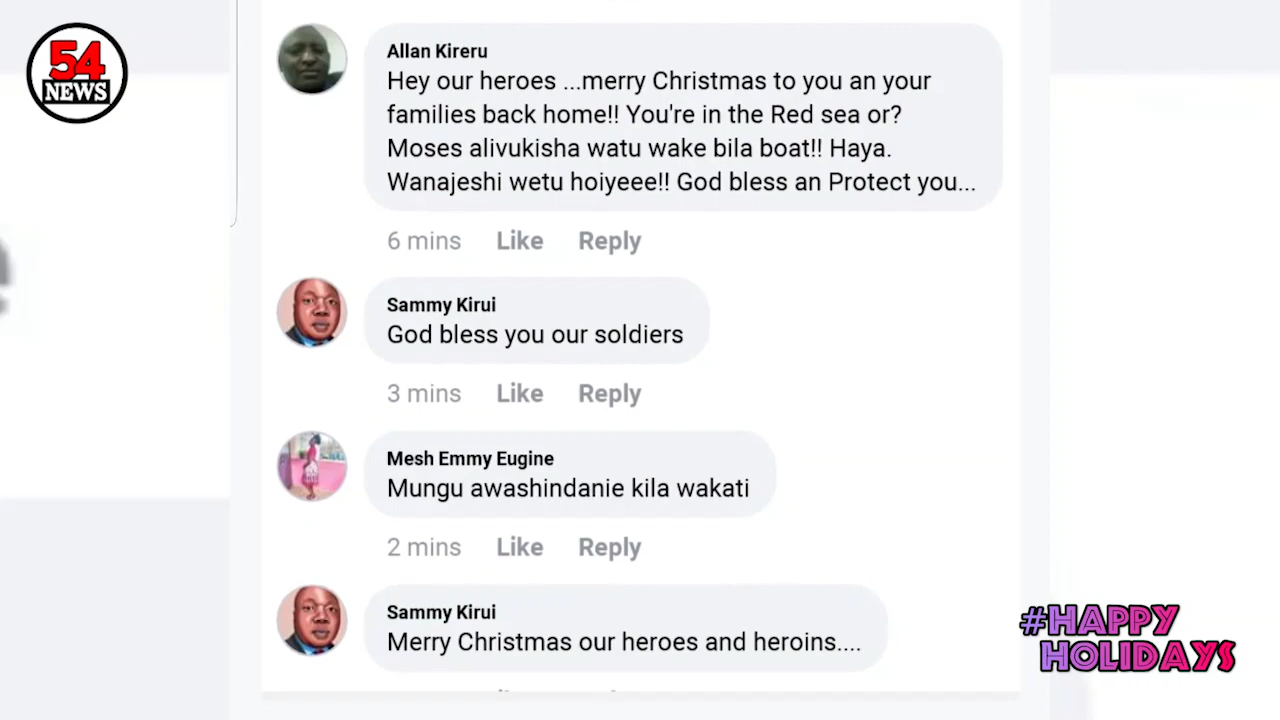 54
NEWS
Allan Kireru
Hey our heroes ...merry Christmas to you an your
families back home!! You're in the Red sea or?
Moses alivukisha watu wake bila boat!! Haya.
Wanajeshi wetu hoiyeee!! God bless an Protect you...
6 mins Like Reply
Sammy Kirui
God bless you our soldiers
3 mins Like Reply
Mesh Emmy Eugine
Mungu awashindanie kila wakati
2 mins Like Reply
Sammy Kirui
Merry Christmas our heroes and heroins....
#HAPPY
HOLIDAYS